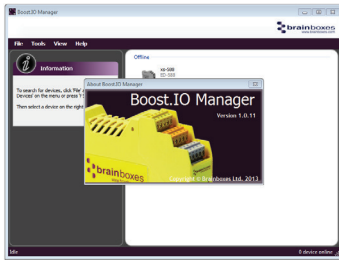 Boost.IO Manager
brainboxes
www.brainboxes.com
File Tools View Help
Information
To search for devices, click 'File'
Devices' on the menu or press
Then select a device on the right
Offline
ED-588
About Boost.IO Manager
Boost.IO Manager
Version 1.0.11
brainboxes
Copyright © Brainboxes Ltd, 2013
Idle
0 device online